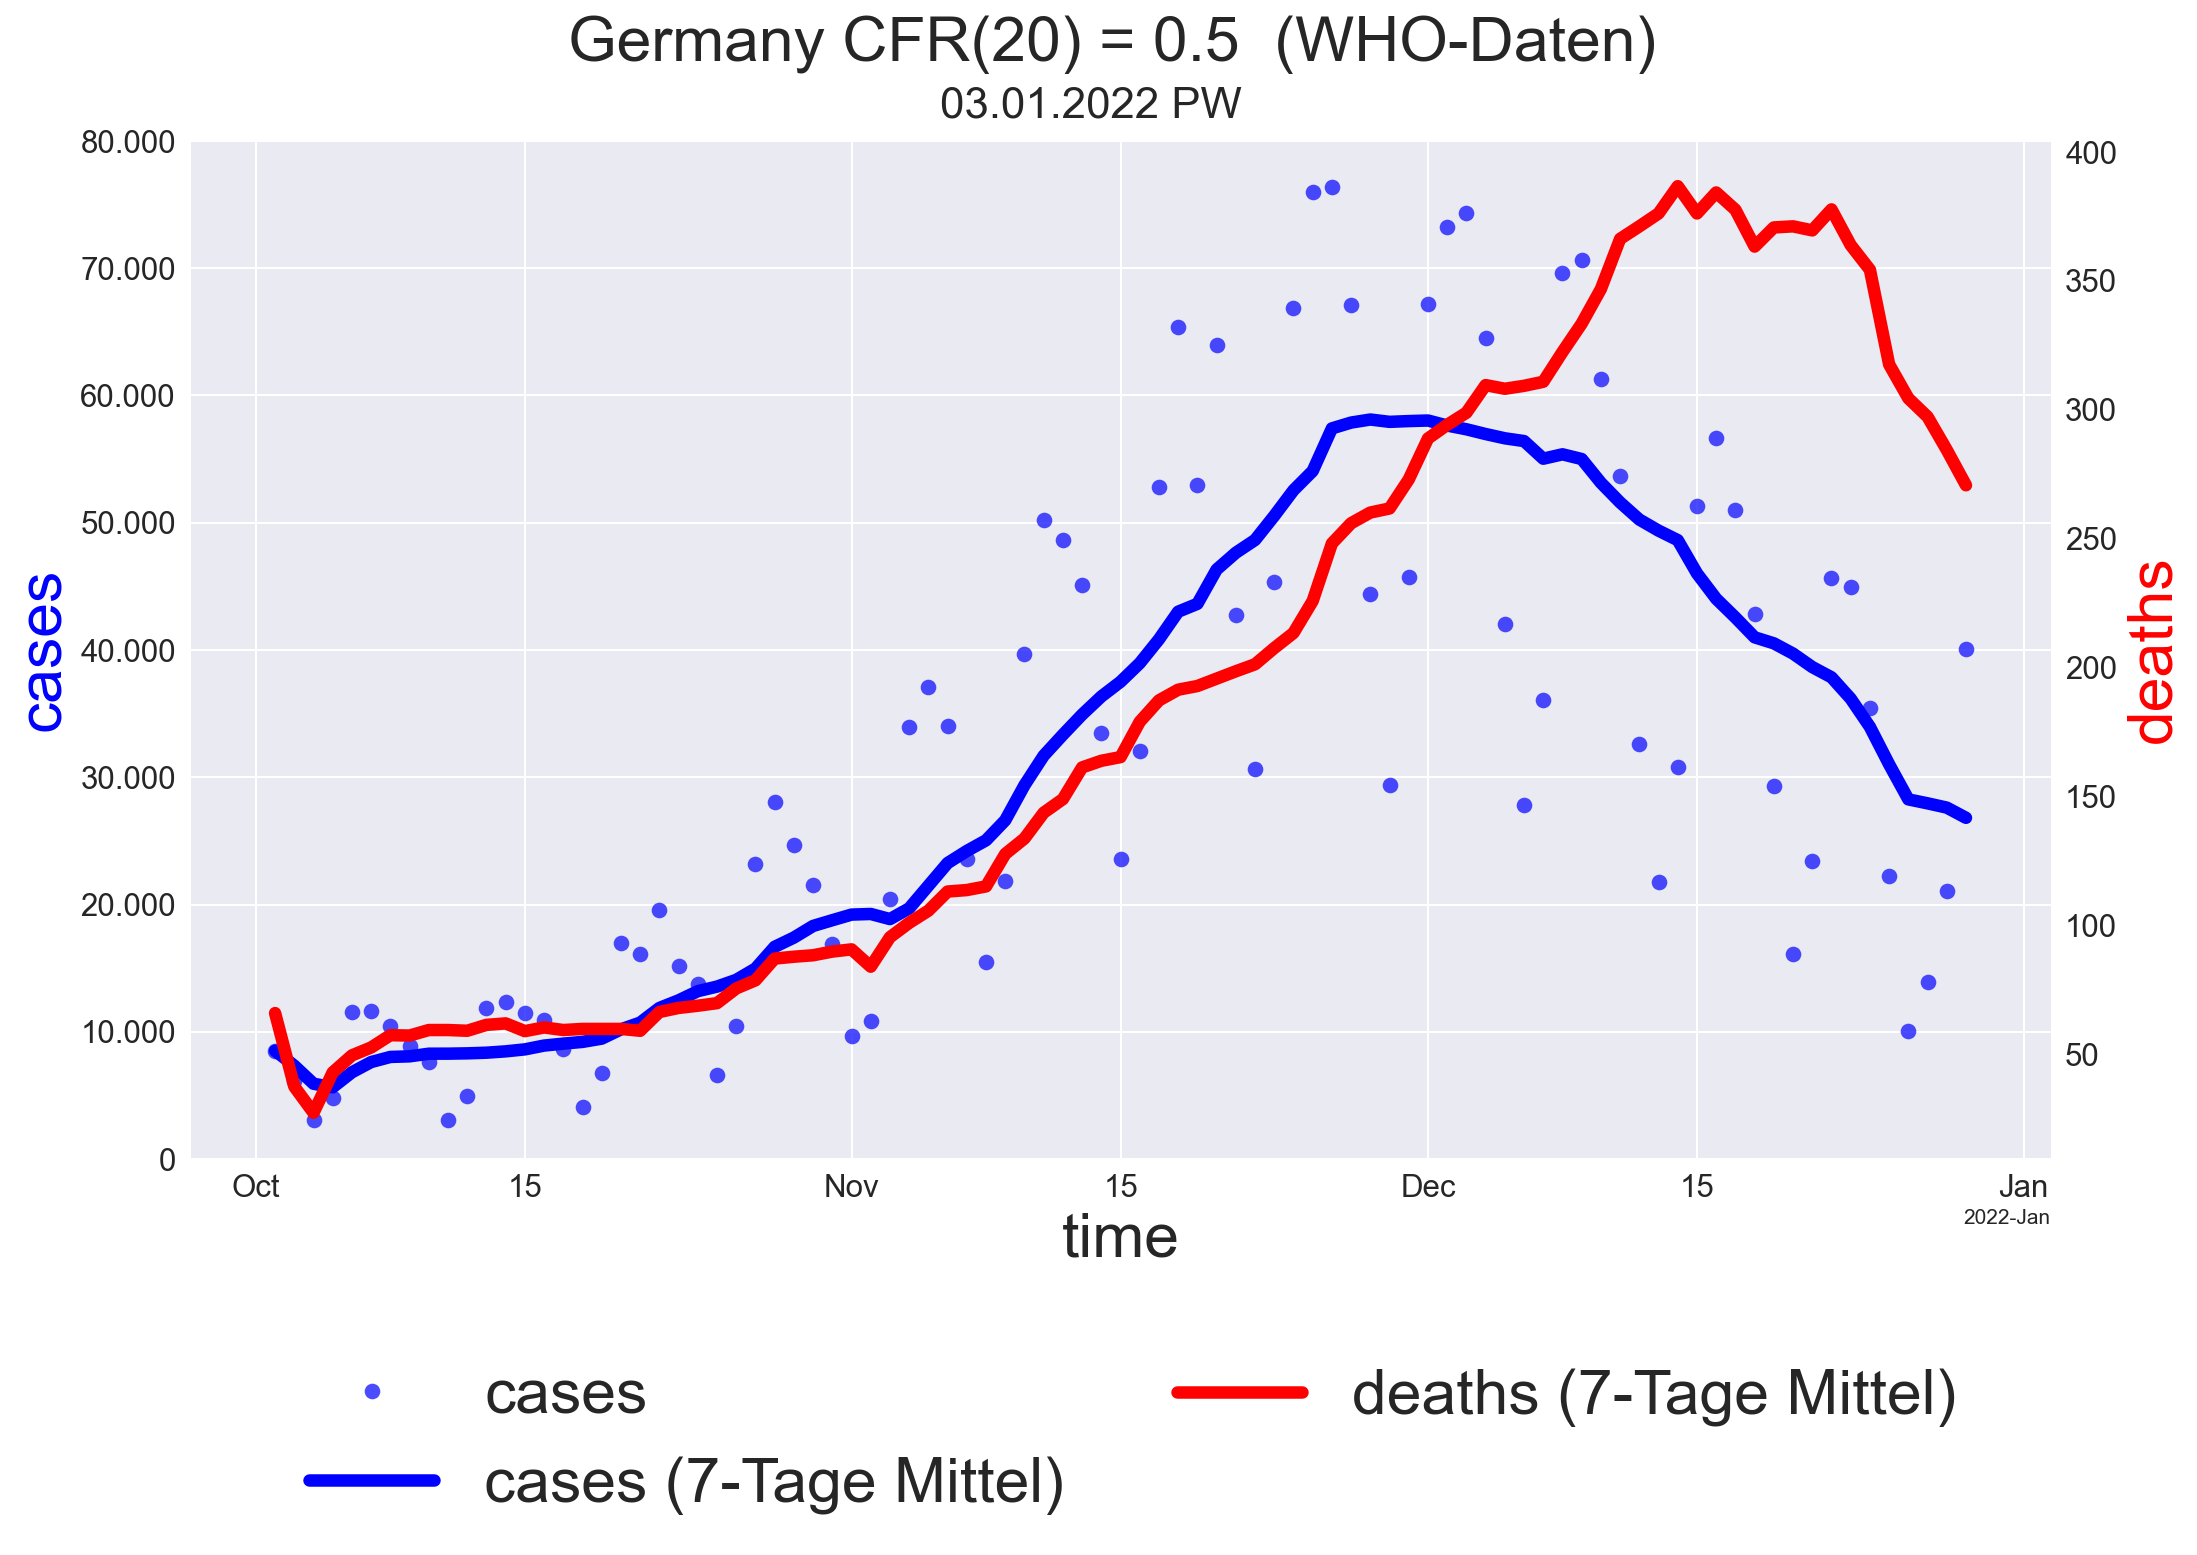 Germany CFR(20) = 0.5 (WHO-Daten)
03.01.2022 PW
80.000
70.000
60.000
50.000
40.000
30.000
20.000
10.000
0
cases
400
350
300
250
200
150
100
50
deaths
Oct 15 Nov 15 Dec 15 Jan
2022-Jan
time
cases
cases (7-Tage Mittel)
deaths (7-Tage Mittel)